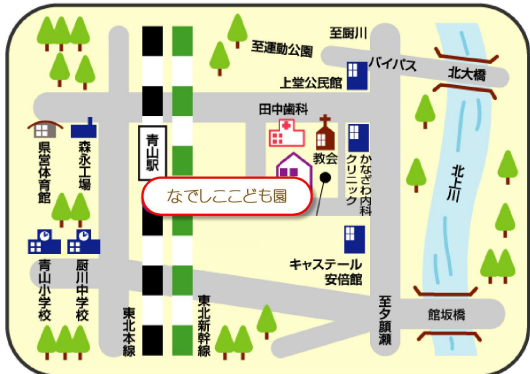 至厨川
至運動公園
バイパス
上堂公民館
北大橋
田中歯科
教会
かなざわ内科
クリニック
県営体育館
森永工場
青山駅
北上川
なでしここども園
キャステール
安倍館
青山小学校
厨川中学校
東北本線
東北新幹線
至夕顔瀬
館坂橋